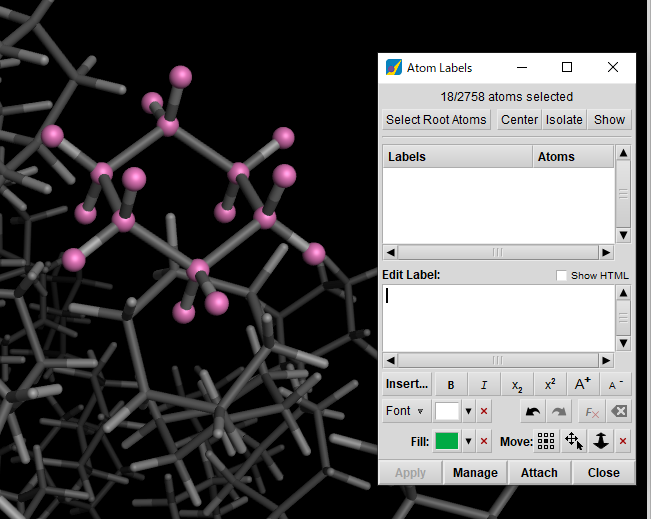 Atom Labels
18/2758 atoms selected
Select Root Atoms Center Isolate Show
Labels Atoms
Edit Label: Show HTML
Insert... B I X2 X2 A+ A-
Font Fx
Fill: Move:
Apply Manage Attach Close